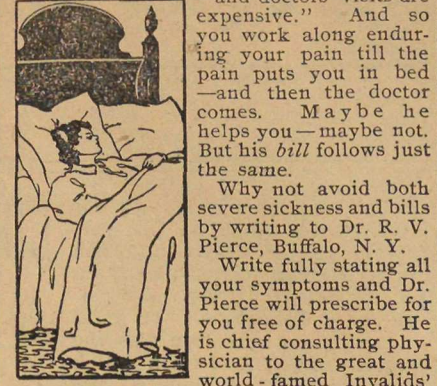 and doctors' visits are
expensive." And so
you work along endur-
ing your pain till the
pain puts you in bed
—and then the doctor
comes. Maybe he
helps you—maybe not.
But his bill follows just
the same.
Why not avoid both
severe sickness and bills
by writing to Dr. R. V.
Pierce, Buffalo, N. Y.
Write fully stating all
your symptoms and Dr.
Pierce will prescribe for
you free of charge. He
is chief consulting phy-
sician to the great and
world-famed Invalids'